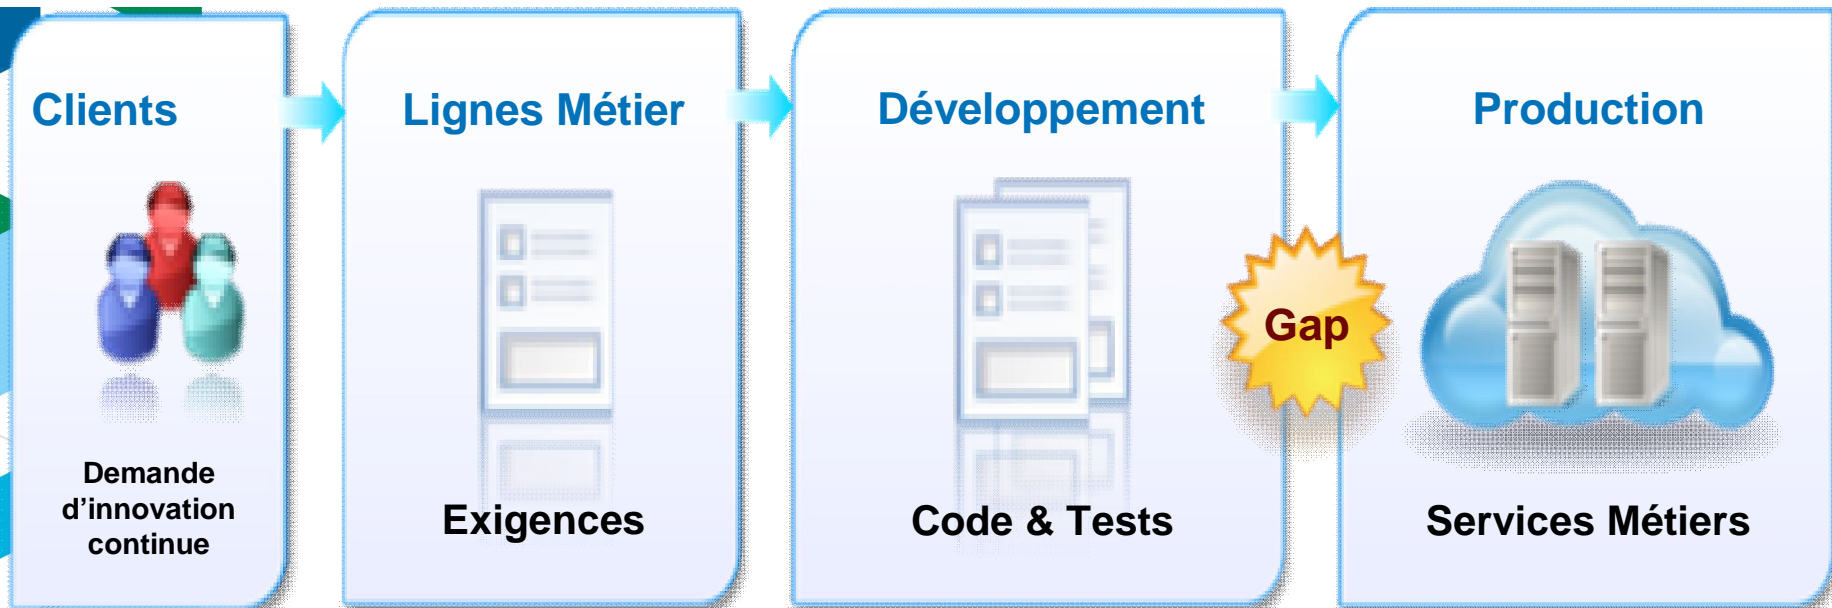 Clients
Lignes Métier
Développement
Production
Gap
Demande
d’innovation
continue
Exigences
Code & Tests
Services Métiers